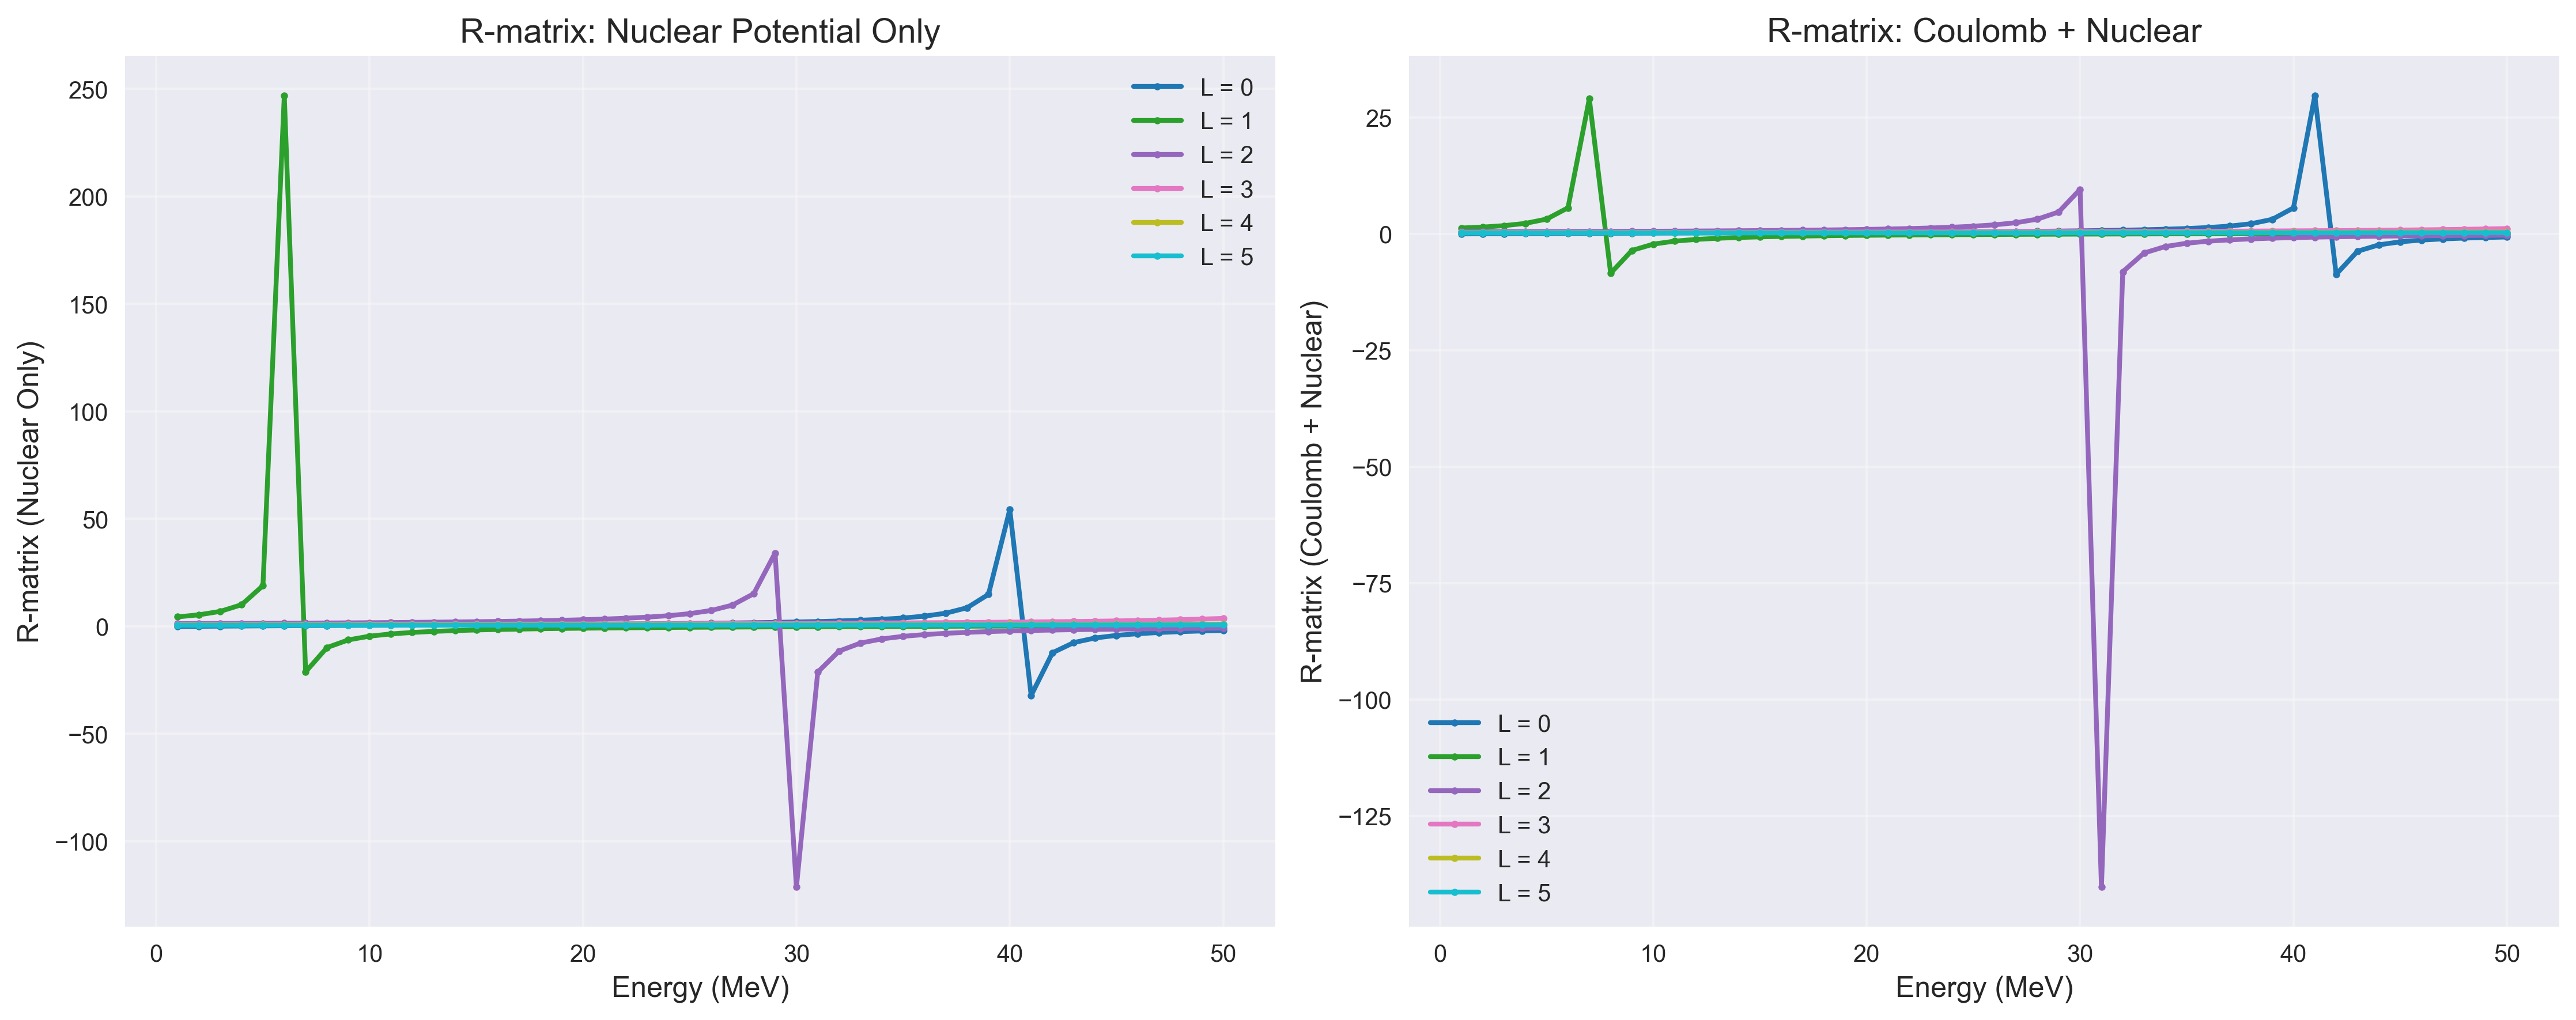 R-matrix: Nuclear Potential Only
R-matrix (Nuclear Only)
250
200
150
100
50
0
−50
−100
L = 0
L = 1
L = 2
L = 3
L = 4
L = 5
0 10 20 30 40 50
Energy (MeV)
R-matrix: Coulomb + Nuclear
R-matrix (Coulomb + Nuclear)
25
0
−25
−50
−75
−100
−125
L = 0
L = 1
L = 2
L = 3
L = 4
L = 5
0 10 20 30 40 50
Energy (MeV)